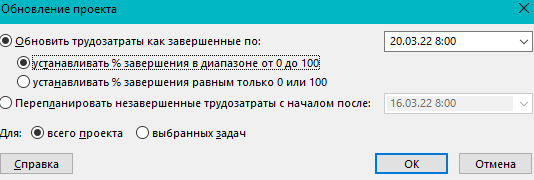 Обновление проекта
Обновить трудозатраты как завершенные по: 20.03.22 8:00
устанавливать % завершения в диапазоне от 0 до 100
устанавливать % завершения равным только 0 или 100
Перепланировать незавершенные трудозатраты с началом после: 16.03.22 8:00
Для: всего проекта выбранных задач
Справка ОК Отмена